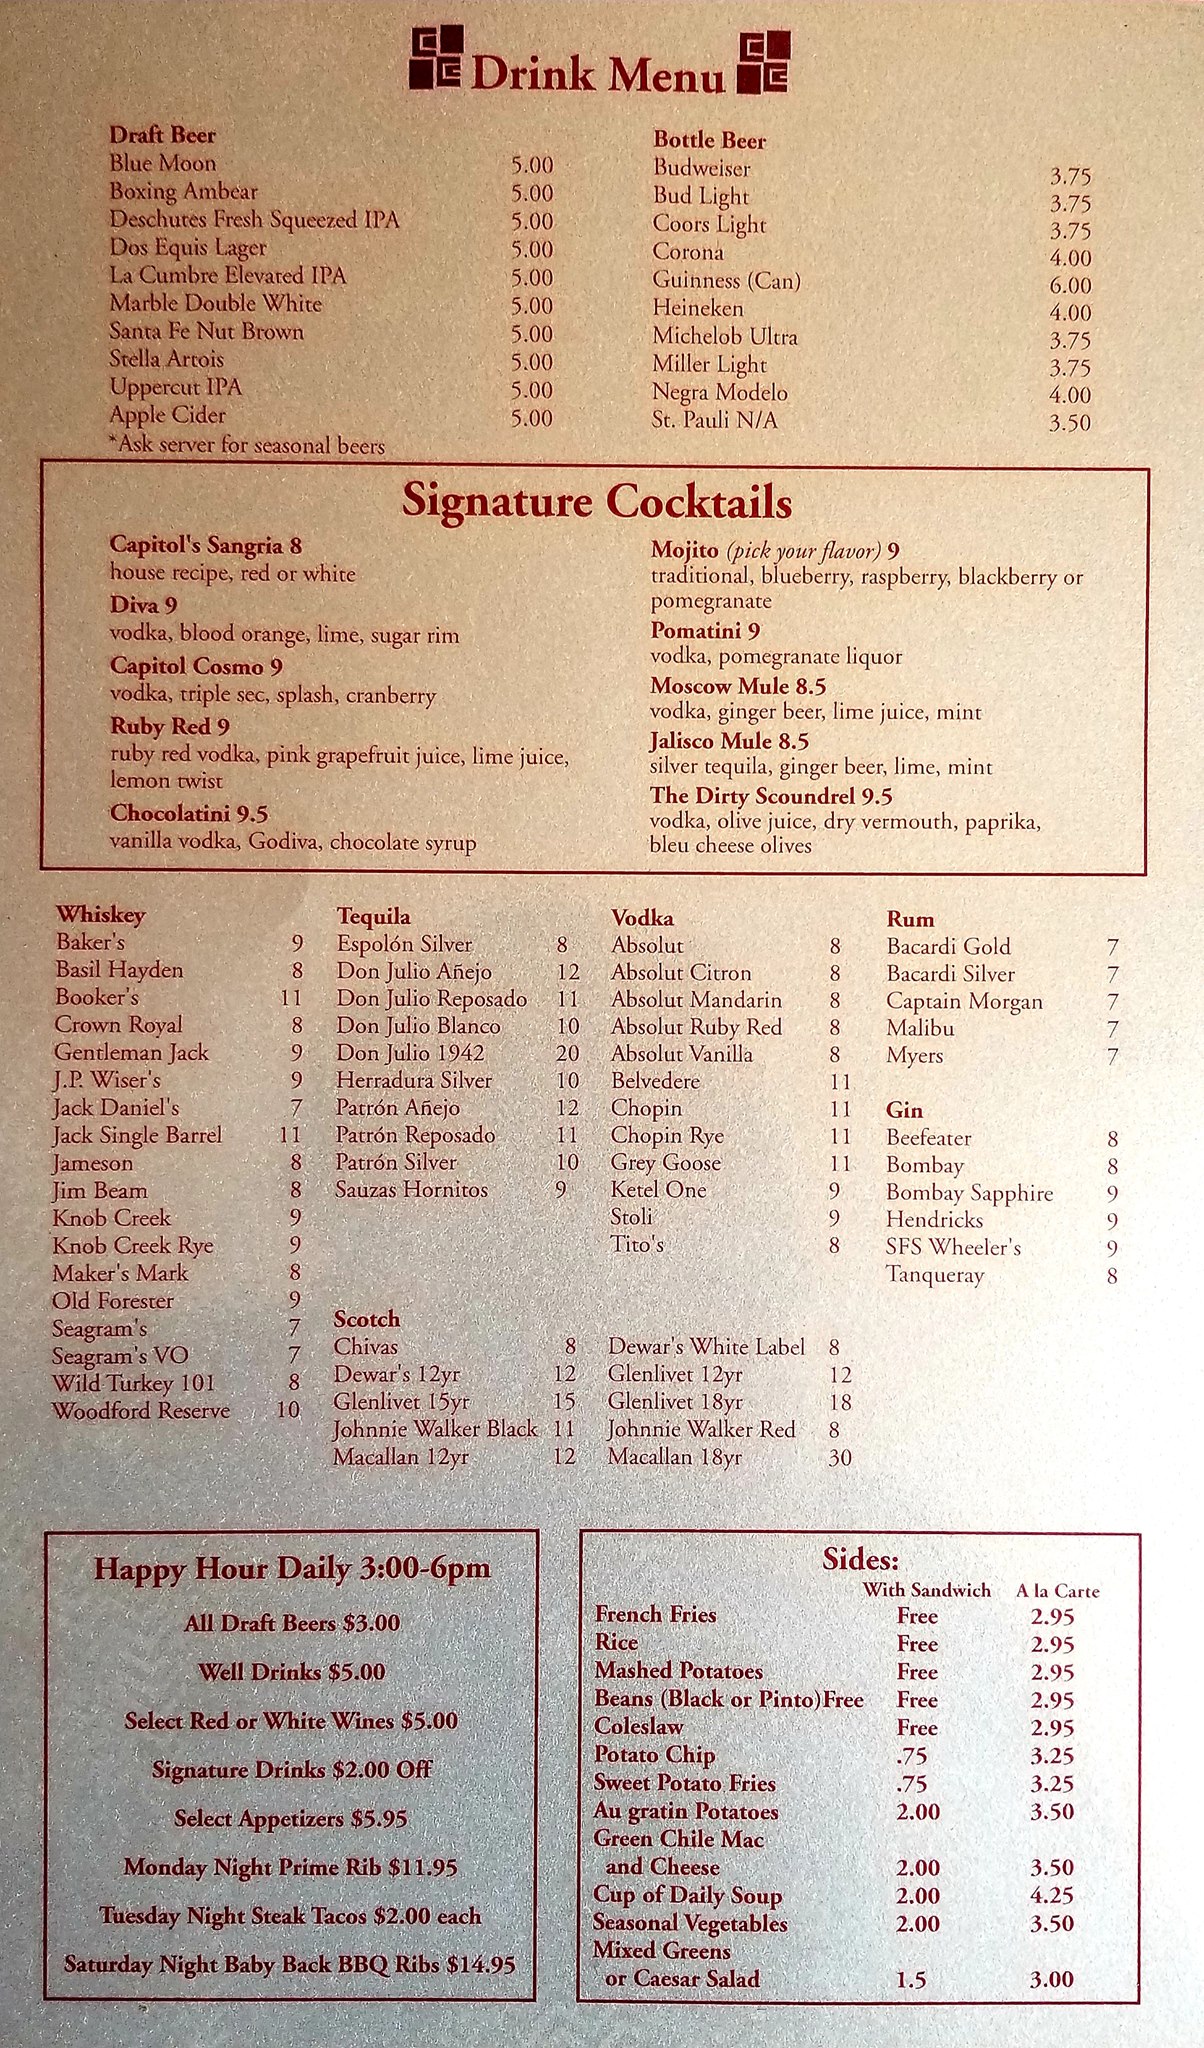 Drink Menu
Draft Beer
Blue Moon 5.00
Boxing Ambear 5.00
Deschutes Fresh Squeezed IPA 5.00
Dos Equis Lager 5.00
La Cumbre Elevated IPA 5.00
Marble Double White 5.00
Santa Fe Nut Brown 5.00
Stella Artois 5.00
Uppercut IPA 5.00
Apple Cider 5.00
*Ask server for seasonal beers
Bottle Beer
Budweiser 3.75
Bud Light 3.75
Coors Light 3.75
Corona 4.00
Guinness (Can) 6.00
Heineken 4.00
Michelob Ultra 3.75
Miller Light 3.75
Negra Modelo 4.00
St. Pauli N/A 3.50
Signature Cocktails
Capitol's Sangria 8
house recipe, red or white
Diva 9
vodka, blood orange, lime, sugar rim
Capitol Cosmo 9
vodka, triple sec, splash, cranberry
Ruby Red 9
ruby red vodka, pink grapefruit juice, lime juice,
lemon twist
Chocolatini 9.5
vanilla vodka, Godiva, chocolate syrup
Mojito (pick your flavor) 9
traditional, blueberry, raspberry, blackberry or
pomegranate
Pomatini 9
vodka, pomegranate liquor
Moscow Mule 8.5
vodka, ginger beer, lime juice, mint
Jalisco Mule 8.5
silver tequila, ginger beer, lime, mint
The Dirty Scoundrel 9.5
vodka, olive juice, dry vermouth, paprika,
bleu cheese olives
Whiskey
Baker's 9
Basil Hayden 8
Booker's 11
Crown Royal 8
Gentleman Jack 9
J.P. Wiser's 9
Jack Daniel's 7
Jack Single Barrel 11
Jameson 8
Jim Beam 8
Knob Creek 9
Knob Creek Rye 9
Maker's Mark 8
Old Forester 9
Seagram's 7
Seagram's VO 7
Wild Turkey 101 8
Woodford Reserve 10
Tequila
Espolón Silver 8
Don Julio Añejo 12
Don Julio Reposado 11
Don Julio Blanco 10
Don Julio 1942 20
Herradura Silver 10
Patrón Añejo 12
Patrón Reposado 11
Patrón Silver 10
Sauzas Hornitos 9
Vodka
Absolut 8
Absolut Citron 8
Absolut Mandarin 8
Absolut Ruby Red 8
Absolut Vanilla 8
Belvedere 11
Chopin 11
Chopin Rye 11
Grey Goose 11
Ketel One 9
Stoli 9
Tito's 8
Rum
Bacardi Gold 7
Bacardi Silver 7
Captain Morgan 7
Malibu 7
Myers 7
Gin
Beefeater 8
Bombay 8
Bombay Sapphire 9
Hendricks 9
SFS Wheeler's 9
Tanqueray 8
Scotch
Chivas 8
Dewar's 12yr 12
Glenlivet 15yr 15
Johnnie Walker Black 11
Macallan 12yr 12
Dewar's White Label 8
Glenlivet 12yr 12
Glenlivet 18yr 18
Johnnie Walker Red 8
Macallan 18yr 30
Happy Hour Daily 3:00-6pm
All Draft Beers $3.00
Well Drinks $5.00
Select Red or White Wines $5.00
Signature Drinks $2.00 Off
Select Appetizers $5.95
Monday Night Prime Rib $11.95
Tuesday Night Steak Tacos $2.00 each
Saturday Night Baby Back BBQ Ribs $14.95
Sides:
With Sandwich A la Carte
French Fries Free 2.95
Rice Free 2.95
Mashed Potatoes Free 2.95
Beans (Black or Pinto)Free Free 2.95
Coleslaw Free 2.95
Potato Chip .75 3.25
Sweet Potato Fries .75 3.25
Au gratin Potatoes 2.00 3.50
Green Chile Mac
and Cheese 2.00 3.50
Cup of Daily Soup 2.00 4.25
Seasonal Vegetables 2.00 3.50
Mixed Greens
or Caesar Salad 1.5 3.00